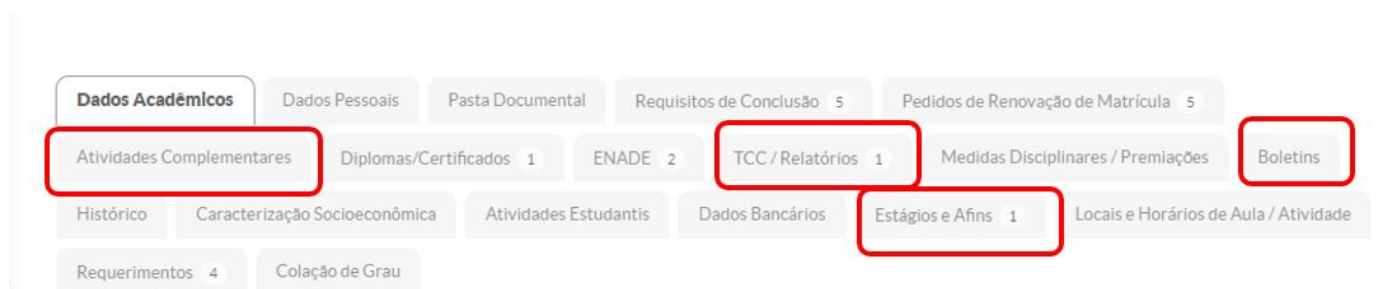 Dados Acadêmicos Dados Pessoais Pasta Documental Requisitos de Conclusão 5 Pedidos de Renovação de Matrícula 5
Atividades Complementares Diplomas/Certificados 1 ENADE 2 TCC / Relatórios 1 Medidas Disciplinares / Premiações Boletins
Histórico Caracterização Socioeconômica Atividades Estudantis Dados Bancários Estágios e Afins 1 Locais e Horários de Aula / Atividade
Requerimentos 4 Colação de Grau